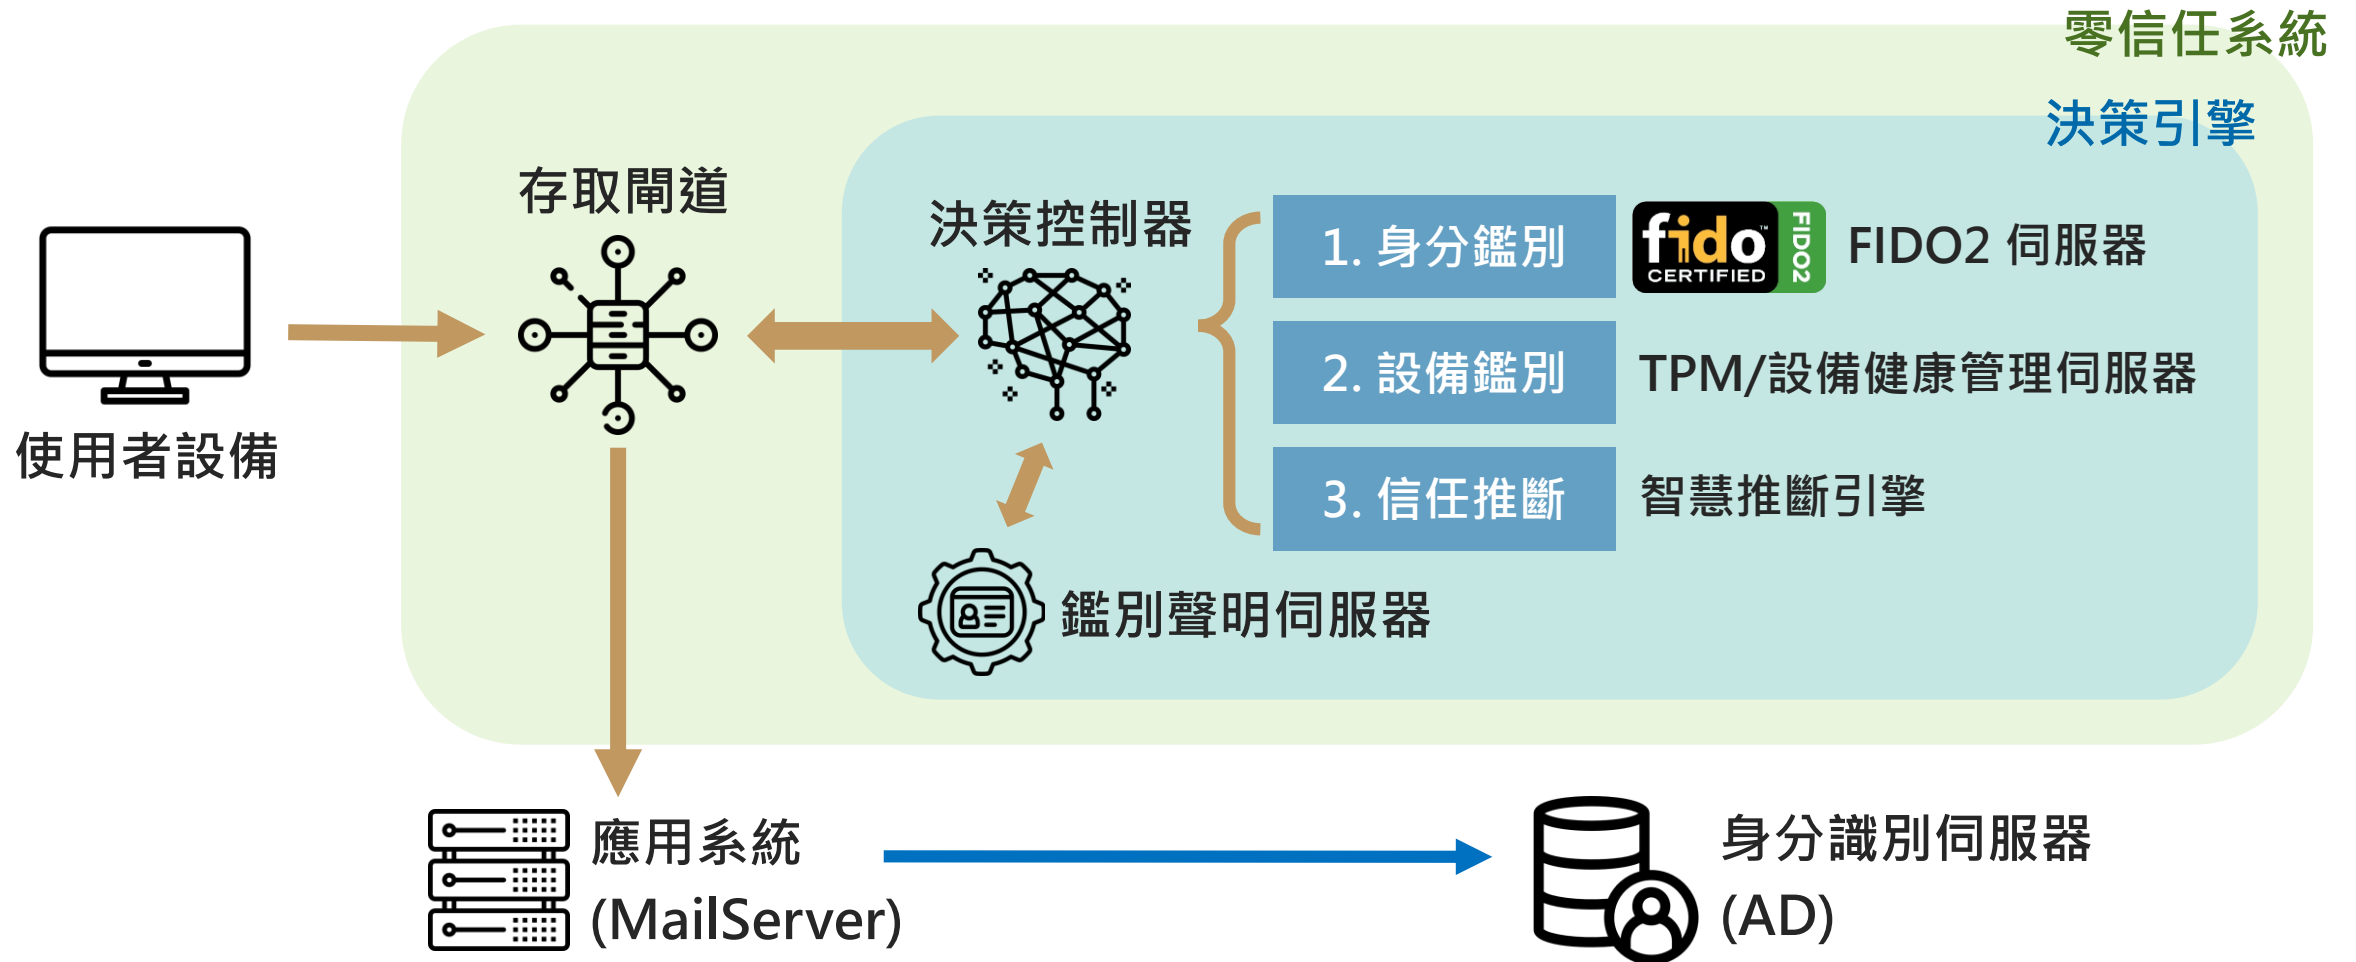 零信任系統
決策引擎
存取閘道
決策控制器
1. 身分鑑別
fido™
CERTIFIED
FIDO2
FIDO2 伺服器
2. 設備鑑別
TPM/設備健康管理伺服器
使用者設備
3. 信任推斷
智慧推斷引擎
鑑別聲明伺服器
應用系統
(MailServer)
身分識別伺服器
(AD)